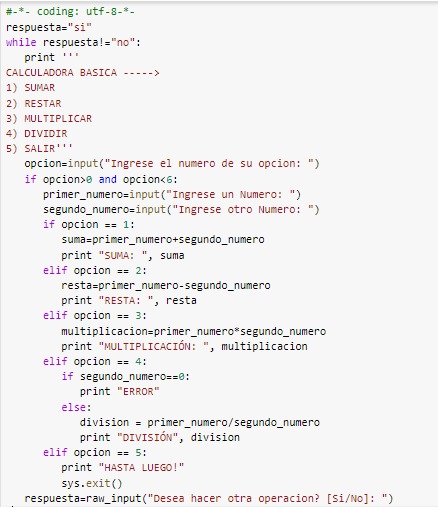 #-*- coding: utf-8-*-
respuesta="si"
while respuesta!="no":
   print '''
CALCULADORA BASICA ----->
1) SUMAR
2) RESTAR
3) MULTIPLICAR
4) DIVIDIR
5) SALIR'''
   opcion=input("Ingrese el numero de su opcion: ")
   if opcion>0 and opcion<6:
      primer_numero=input("Ingrese un Numero: ")
      segundo_numero=input("Ingrese otro Numero: ")
      if opcion == 1:
         suma=primer_numero+segundo_numero
         print "SUMA: ", suma
      elif opcion == 2:
         resta=primer_numero-segundo_numero
         print "RESTA: ", resta
      elif opcion == 3:
         multiplicacion=primer_numero*segundo_numero
         print "MULTIPLICACIÓN: ", multiplicacion
      elif opcion == 4:
         if segundo_numero==0:
            print "ERROR"
         else:
            division = primer_numero/segundo_numero
            print "DIVISIÓN", division
      elif opcion == 5:
         print "HASTA LUEGO!"
         sys.exit()
   respuesta=raw_input("Desea hacer otra operacion? [Si/No]: ")